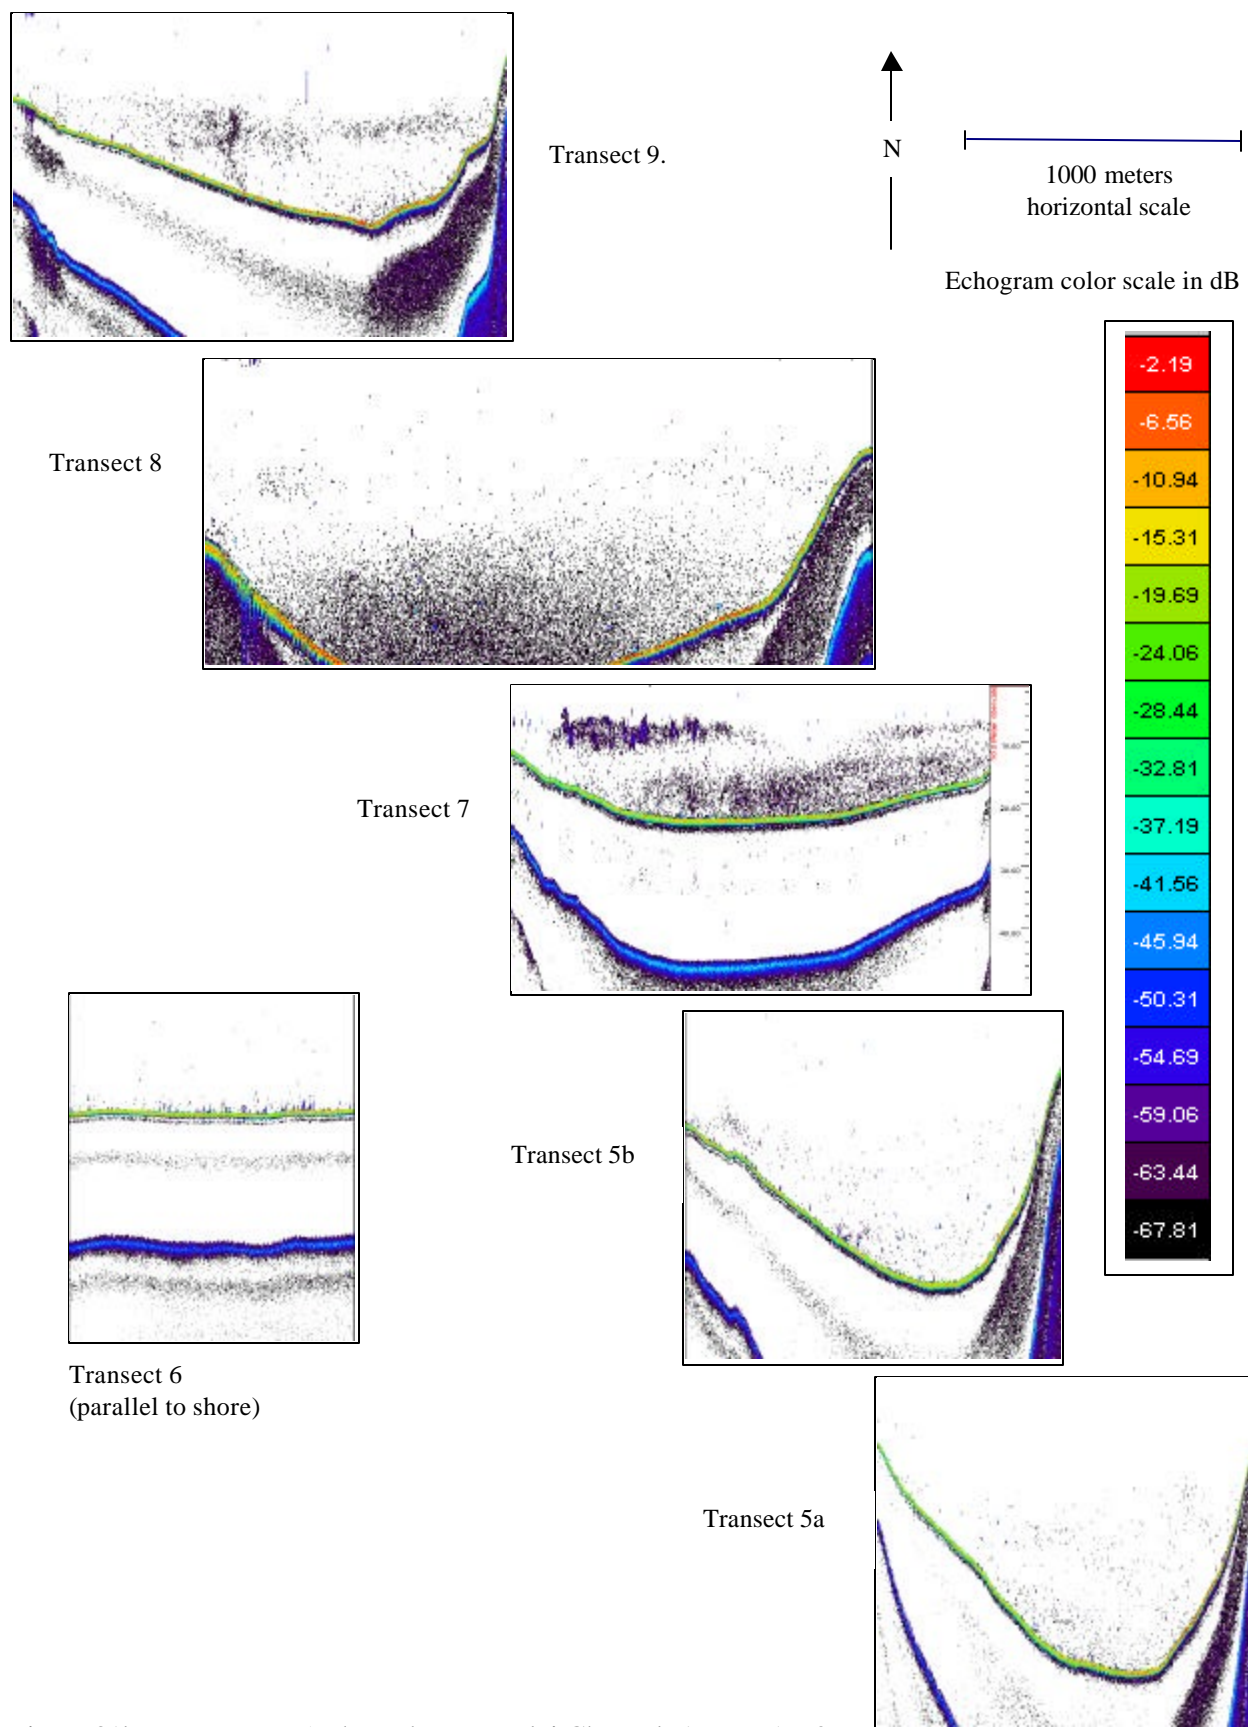 Transect 9.
N
1000 meters
horizontal scale
Echogram color scale in dB
-2.19
-6.56
-10.94
-15.31
-19.69
-24.06
-28.44
-32.81
-37.19
-41.56
-45.94
-50.31
-54.69
-59.06
-63.44
-67.81
Transect 8
Transect 7
Transect 6
(parallel to shore)
Transect 5b
Transect 5a